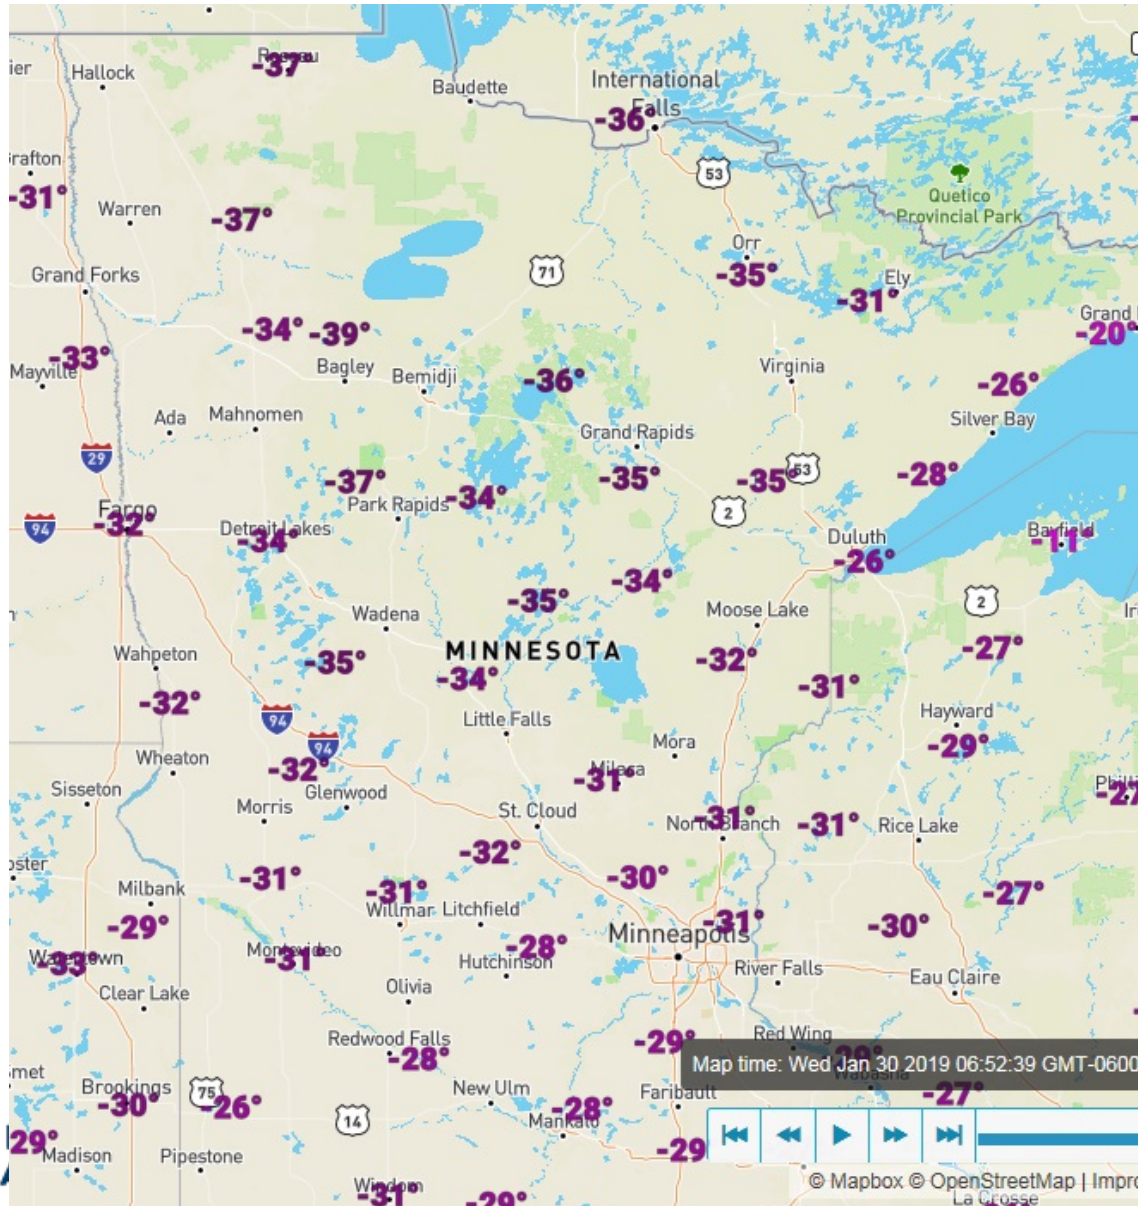 Roseau
-37°
Hallock
Baudette
International
Falls
-36°
53
Quetico
Provincial Park
Grafton
-31°
Warren
-37°
Orr
-35°
Ely
-31°
71
Grand Forks
-34°
-39°
-20°
-33°
Mayville
Bagley
Bemidji
-36°
Virginia
-26°
Silver Bay
Ada
Mahnomen
Grand Rapids
29
-37°
-34°
-35°
-35°
53
-28°
Park Rapids
2
94
Fargo
-32°
Detroit Lakes
-34°
Duluth
-26°
Bayfield
-11°
-35°
-34°
2
Wadena
Moose Lake
MINNESOTA
-27°
Wahpeton
-35°
-34°
-32°
-31°
-32°
94
Little Falls
Hayward
-29°
94
Mora
Wheaton
-32°
Milaca
-31°
Sisseton
Glenwood
-27
Morris
St. Cloud
North Branch
-31°
-31°
Rice Lake
-32°
-31°
-31°
-30°
-27°
Milbank
Willmar
Litchfield
-29°
-31°
-30°
Minneapolis
Watertown
-33°
Montevideo
-31°
-28°
Hutchinson
River Falls
Eau Claire
Clear Lake
Olivia
Redwood Falls
-28°
-29°
Red Wing
-29°
Map time: Wed Jan 30 2019 06:52:39 GMT-0600
Wabasha
Brookings
-30°
75
-26°
New Ulm
Faribault
-27°
14
-28°
Mankato
-29°
Madison
Pipestone
-29
Windom
-31°
-29°
© Mapbox © OpenStreetMap | Impro
La Crosse